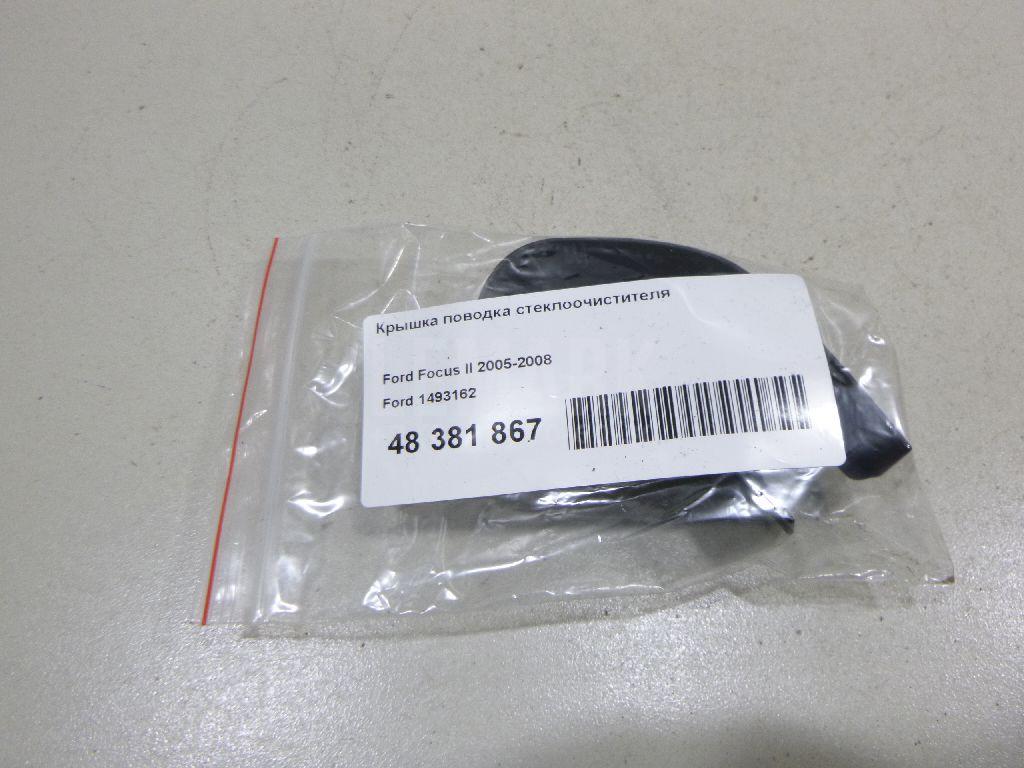 Крышка поводка стеклоочистителя
Ford Focus II 2005-2008
Ford 1493162
48 381 867